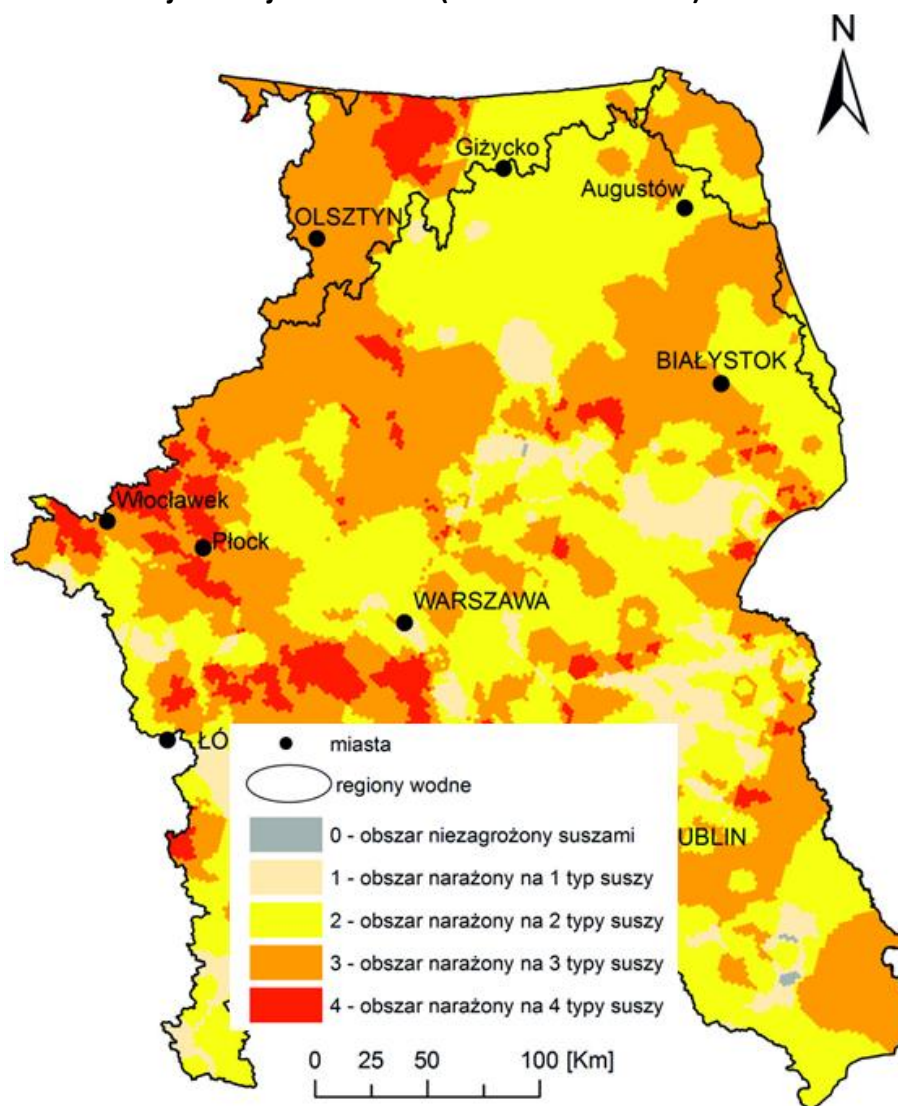 N
Giżycko
Augustów
OLSZTYN
BIAŁYSTOK
Włocławek
Płock
WARSZAWA
ŁÓ
miasta
regiony wodne
0 - obszar niezagrożony suszami
UBLIN
1 - obszar narażony na 1 typ suszy
2 - obszar narażony na 2 typy suszy
3 - obszar narażony na 3 typy suszy
4 - obszar narażony na 4 typy suszy
0 25 50 100 [Km]